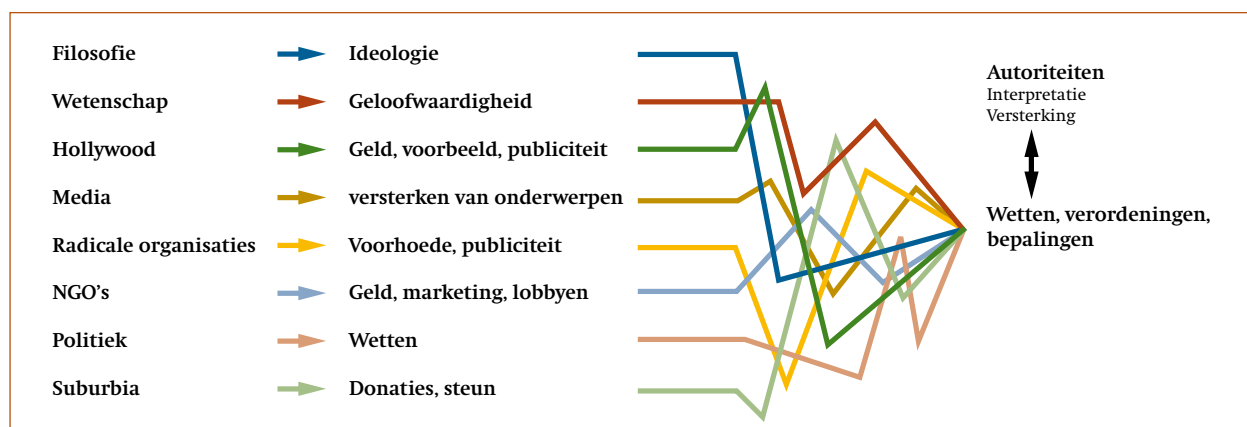 Filosofie Ideologie
Wetenschap Geloofwaardigheid
Hollywood Geld, voorbeeld, publiciteit
Media versterken van onderwerpen
Radicale organisaties Voorhoede, publiciteit
NGO’s Geld, marketing, lobbyen
Politiek Wetten
Suburbia Donaties, steun
Autoriteiten
Interpretatie
Versterking
Wetten, verordeningen,
bepalingen